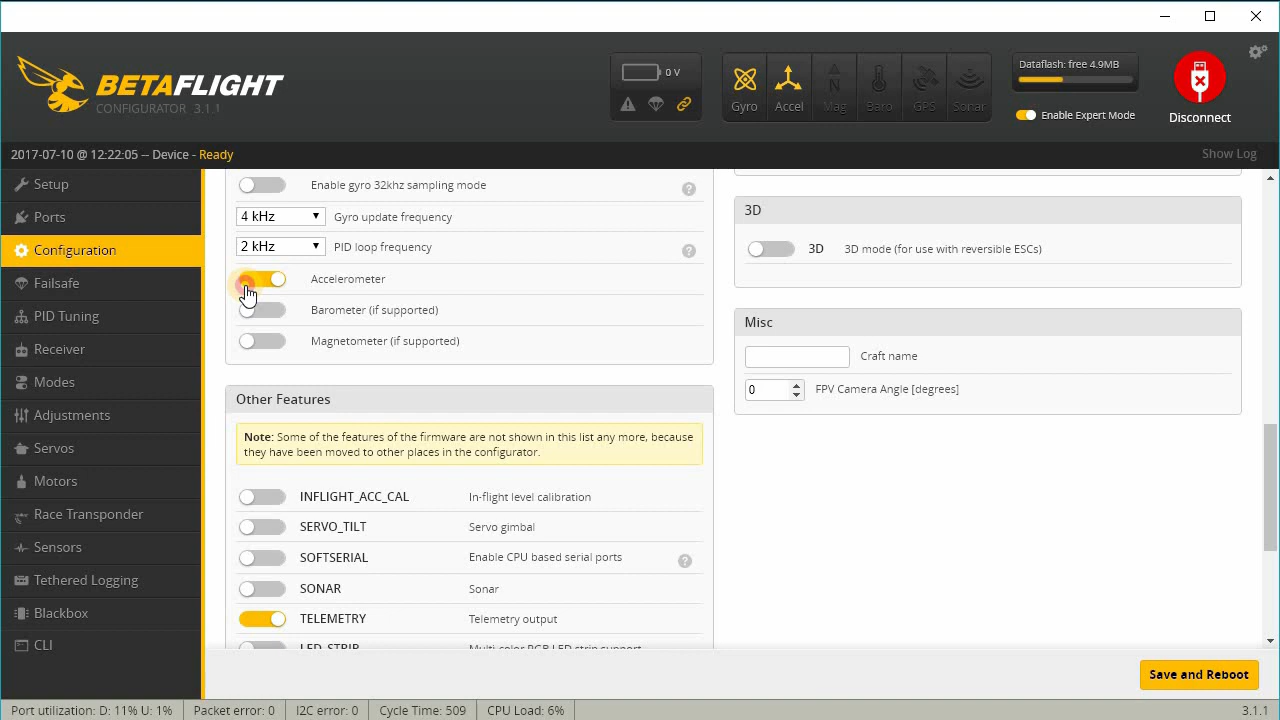 BETAFLIGHT
CONFIGURATOR 3.1.1
0 V
Gyro
Accel
Mag
Baro
GPS
Sonar
Dataflash: free 4.9MB
Enable Expert Mode
Disconnect
2017-07-10 @ 12:22:05 -- Device - Ready
Show Log
Setup
Ports
Configuration
Failsafe
PID Tuning
Receiver
Modes
Adjustments
Servos
Motors
Race Transponder
Sensors
Tethered Logging
Blackbox
CLI
Enable gyro 32khz sampling mode ?
4 kHz Gyro update frequency
2 kHz PID loop frequency ?
Accelerometer
Barometer (if supported)
Magnetometer (if supported)
Other Features
Note: Some of the features of the firmware are not shown in this list any more, because
they have been moved to other places in the configurator.
INFLIGHT_ACC_CAL In-flight level calibration
SERVO_TILT Servo gimbal
SOFTSERIAL Enable CPU based serial ports ?
SONAR Sonar
TELEMETRY Telemetry output
LED_STRIP Multi-color RGB LED strip support
3D
3D 3D mode (for use with reversible ESCs)
Misc
Craft name
0 FPV Camera Angle [degrees]
Save and Reboot
Port utilization: D: 11% U: 1% Packet error: 0 I2C error: 0 Cycle Time: 509 CPU Load: 6% 3.1.1